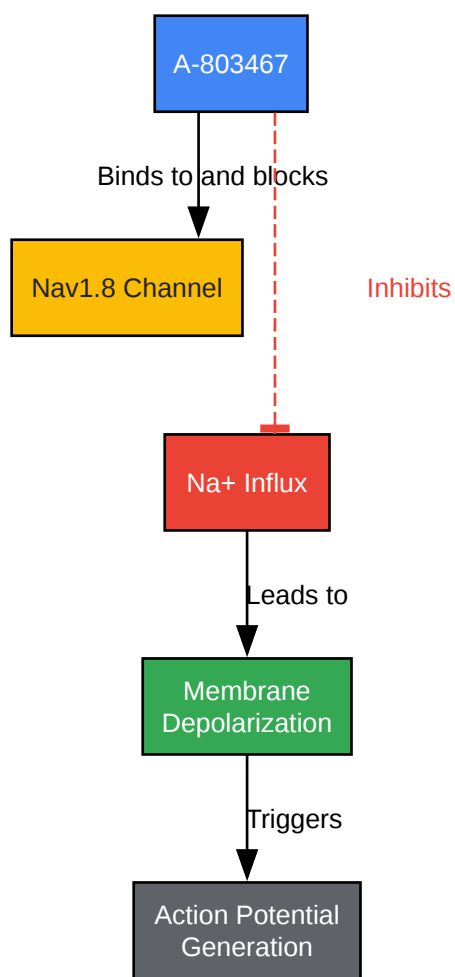 A-803467
Binds to and blocks
Nav1.8 Channel
Inhibits
Na+ Influx
Leads to
Membrane
Depolarization
Triggers
Action Potential
Generation